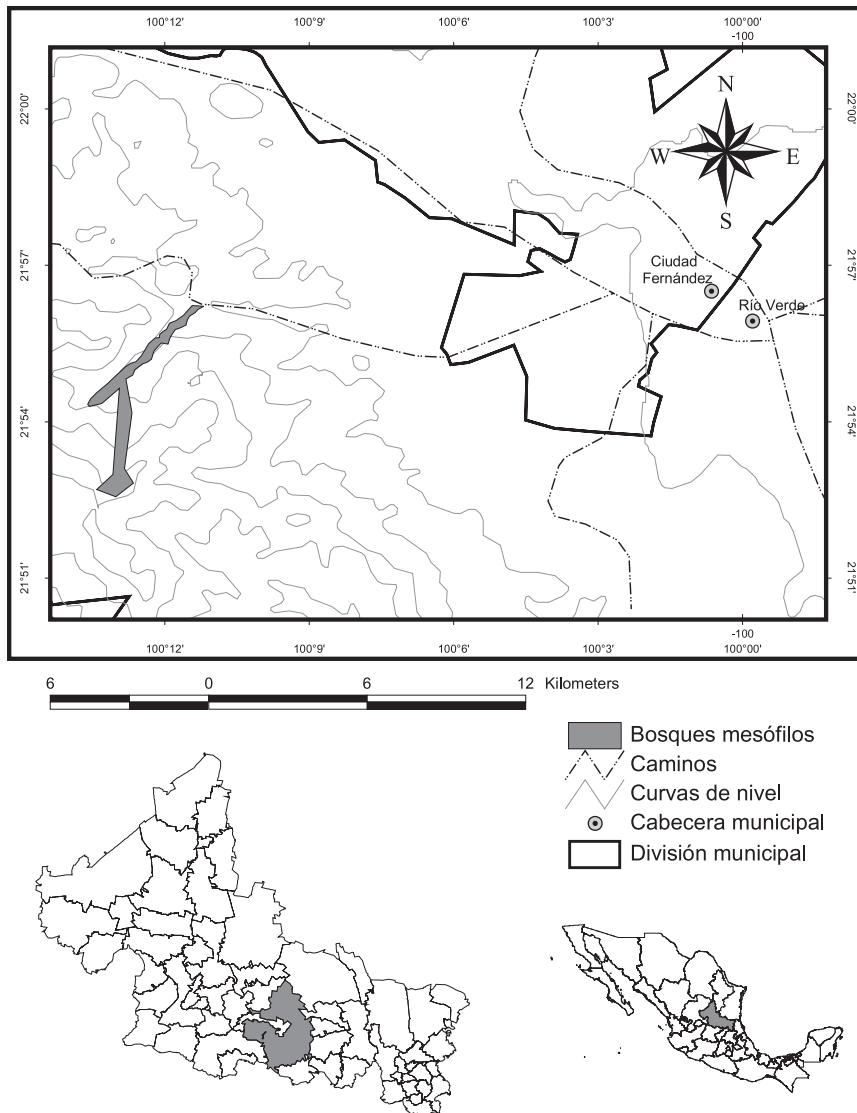 100°12'
100°9'
100°6'
100°3'
-100
100°00'
22°00'
22°00'
N
W
E
S
21°57'
21°57'
Ciudad
Fernández
Río Verde
21°54'
21°54'
21°51'
21°51'
100°12'
100°9'
100°6'
100°3'
-100
100°00'
6
0
6
12
Kilometers
Bosques mesófilos
Caminos
Curvas de nivel
Cabecera municipal
División municipal